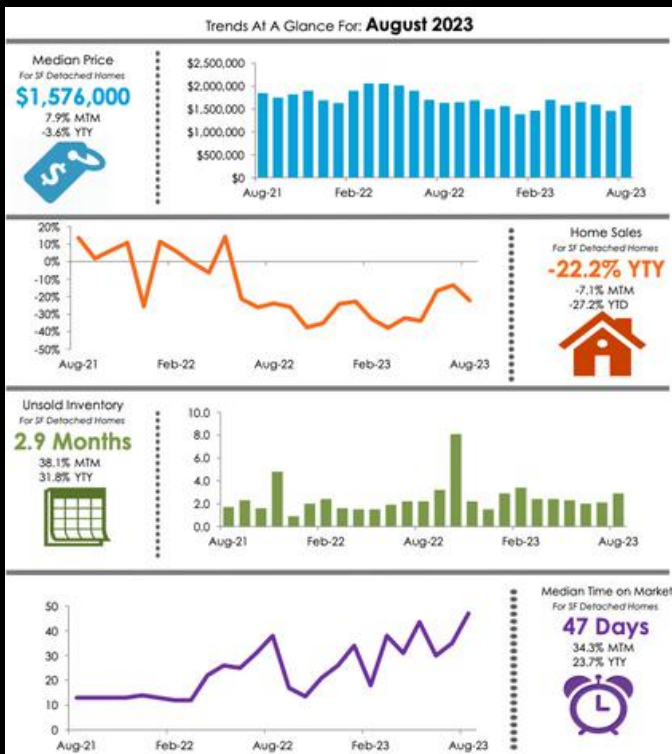 Trends At A Glance For: August 2023
Median Price
For SF Detached Homes
$1,576,000
7.9% MTM
-3.6% YTY
$
$2,500,000
$2,000,000
$1,500,000
$1,000,000
$500,000
$0
Aug-21 Feb-22 Aug-22 Feb-23 Aug-23
20%
10%
0%
-10%
-20%
-30%
-40%
-50%
Aug-21 Feb-22 Aug-22 Feb-23 Aug-23
Home Sales
For SF Detached Homes
-22.2% YTY
-7.1% MTM
-27.2% YTD
Unsold Inventory
For SF Detached Homes
2.9 Months
38.1% MTM
31.8% YTY
10.0
8.0
6.0
4.0
2.0
0.0
Aug-21 Feb-22 Aug-22 Feb-23 Aug-23
50
40
30
20
10
0
Aug-21 Feb-22 Aug-22 Feb-23 Aug-23
Median Time on Market
For SF Detached Homes
47 Days
34.3% MTM
23.7% YTY